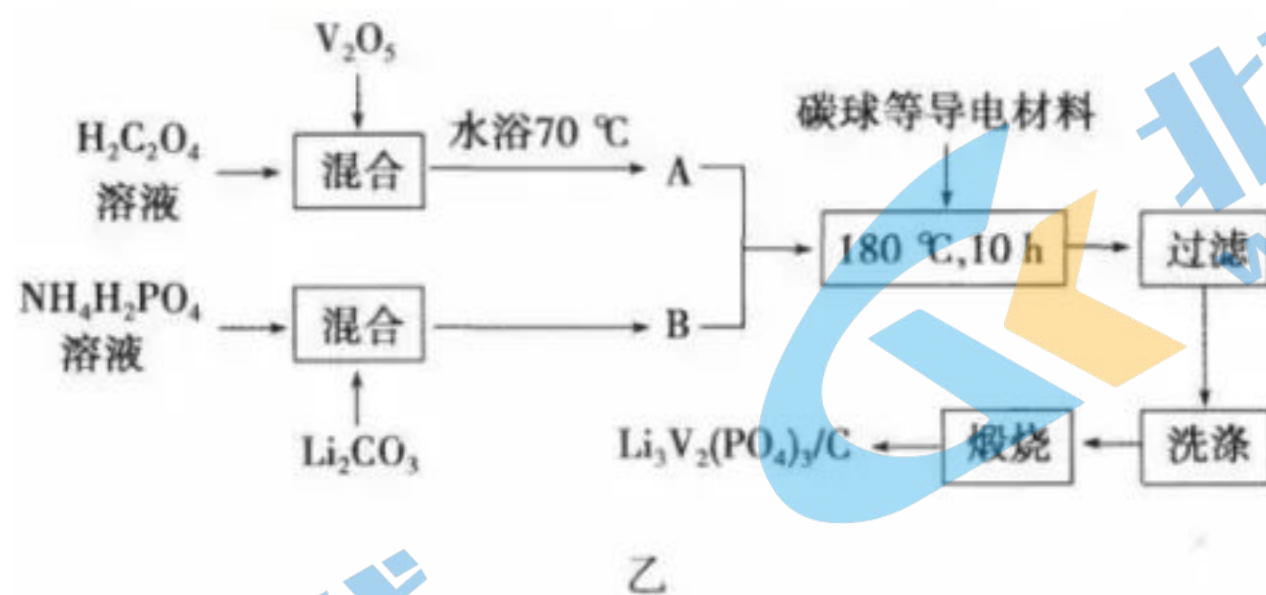 V₂O₅
H₂C₂O₄
溶液
混合
水浴70 ℃
A
碳球等导电材料
180 ℃,10 h
过滤
NH₄H₂PO₄
溶液
混合
B
Li₂CO₃
洗涤
煅烧
Li₃V₂(PO₄)₃/C
乙